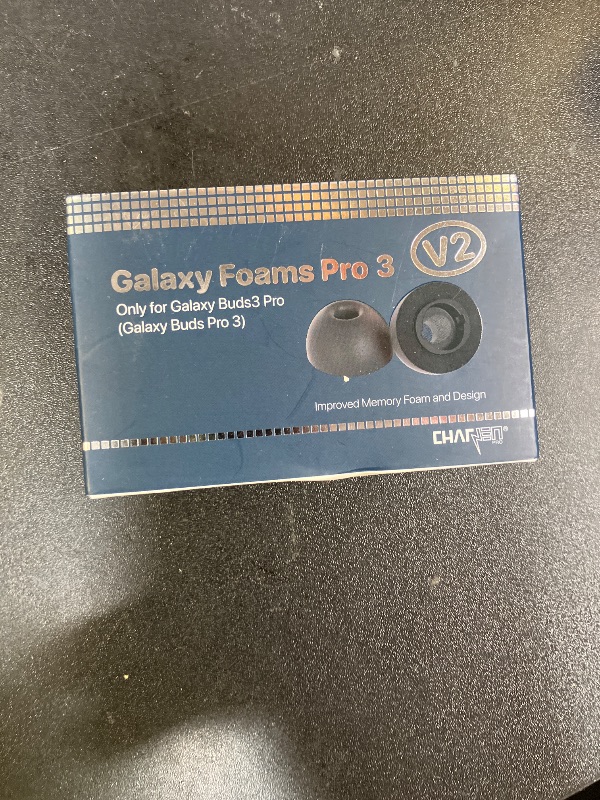 V2
Galaxy Foams Pro 3
Only for Galaxy Buds3 Pro
(Galaxy Buds Pro 3)
Improved Memory Foam and Design
CHARJENPRO®